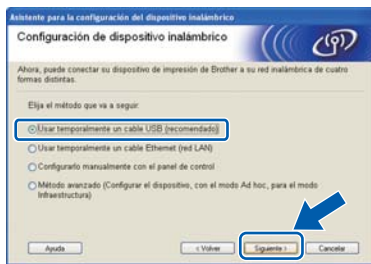 Asistente para la configuración del dispositivo inalámbrico
Configuración de dispositivo inalámbrico
Ahora, puede conectar su dispositivo de impresión de Brother a su red inalámbrica de cuatro
formas distintas.
Elija el método que va a seguir:
Usar temporalmente un cable USB (recomendado)
Usar temporalmente un cable Ethernet (red LAN)
Configurarlo manualmente con el panel de control
Método avanzado (Configurar el dispositivo, con el modo Ad hoc, para el modo
Infraestructura)
Ayuda < Volver Siguiente > Cancelar